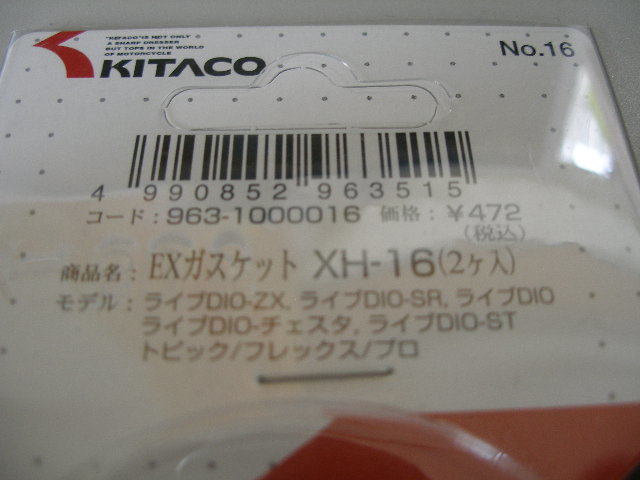 "KITACO"IS NOT ONLY
A SHARP DRESSER
BUT TOPS IN THE WORLD
OF MOTORCYCLE
KITACO
No.16
4 990852 963515
コード : 963-1000016 価格 : ¥472
(税込)
商品名 : EXガスケット XH-16(2ヶ入)
モデル : ライブDIO-ZX, ライブDIO-SR, ライブDIO
ライブDIO-チェスタ, ライブDIO-ST
トピック/フレックス/プロ